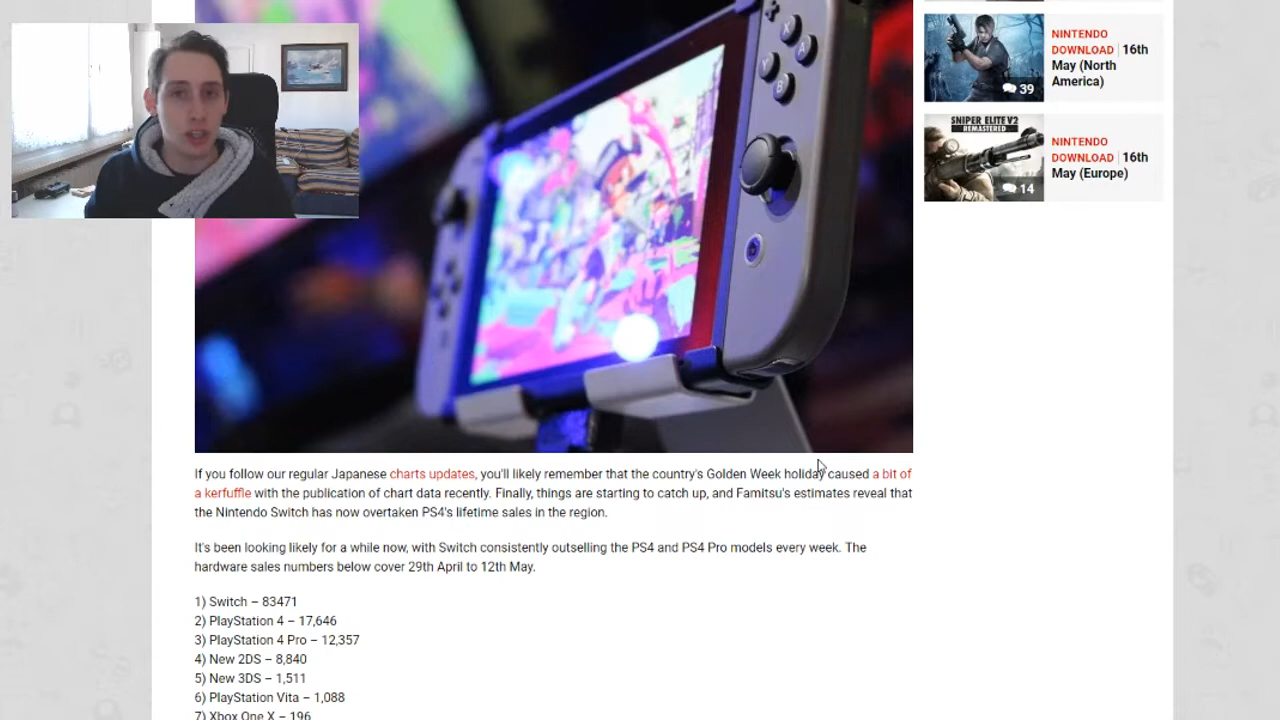 NINTENDO
DOWNLOAD | 16th
May (North
America)
39
SNIPER ELITE V2
REMASTERED
NINTENDO
DOWNLOAD | 16th
May (Europe)
14
X
A
Y
B
If you follow our regular Japanese charts updates, you'll likely remember that the country's Golden Week holiday caused a bit of
a kerfuffle with the publication of chart data recently. Finally, things are starting to catch up, and Famitsu's estimates reveal that
the Nintendo Switch has now overtaken PS4's lifetime sales in the region.
It's been looking likely for a while now, with Switch consistently outselling the PS4 and PS4 Pro models every week. The
hardware sales numbers below cover 29th April to 12th May.
1) Switch – 83471
2) PlayStation 4 – 17,646
3) PlayStation 4 Pro – 12,357
4) New 2DS – 8,840
5) New 3DS – 1,511
6) PlayStation Vita – 1,088
7) Xbox One X – 196